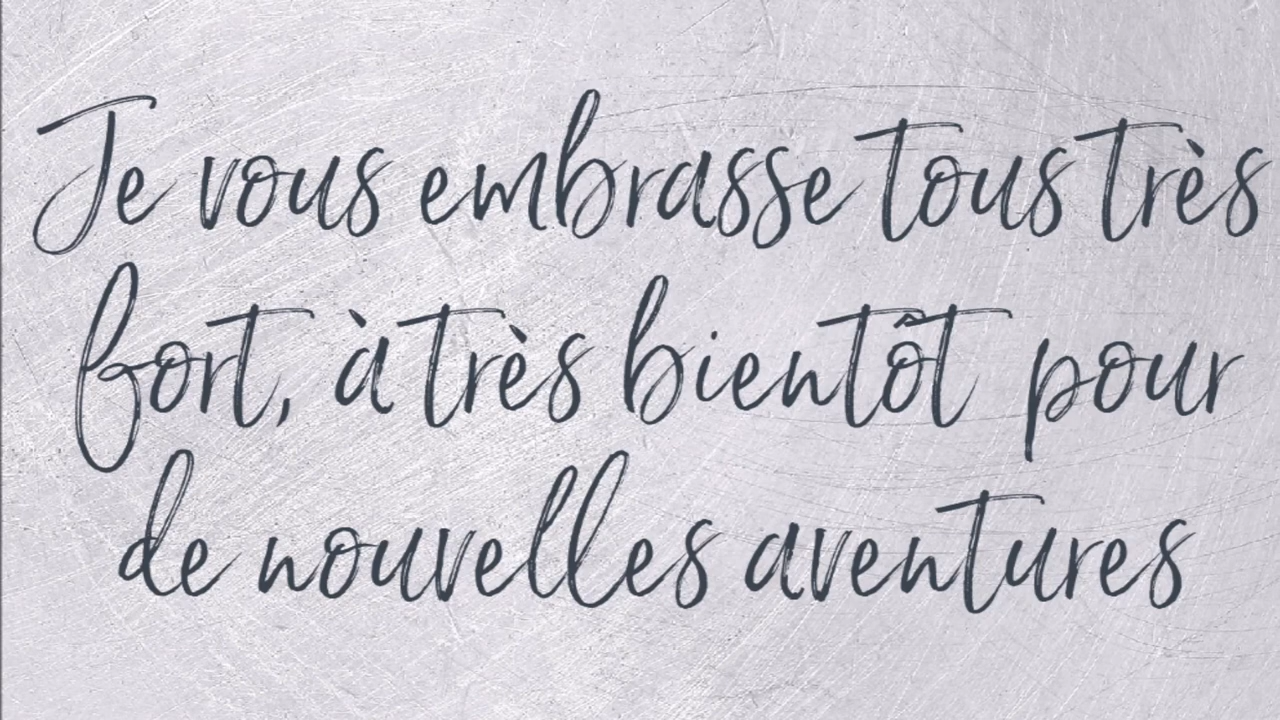 Je vous embrasse tous très
fort, à très bientôt pour
de nouvelles aventures